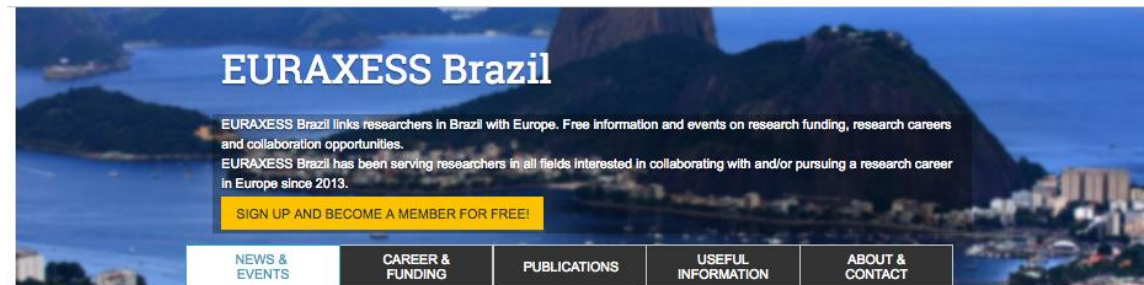 EURAXESS Brazil
EURAXESS Brazil links researchers in Brazil with Europe. Free information and events on research funding, research careers
and collaboration opportunities.
EURAXESS Brazil has been serving researchers in all fields interested in collaborating with and/or pursuing a research career
in Europe since 2013.
SIGN UP AND BECOME A MEMBER FOR FREE!
NEWS &
EVENTS
CAREER &
FUNDING
PUBLICATIONS
USEFUL
INFORMATION
ABOUT &
CONTACT